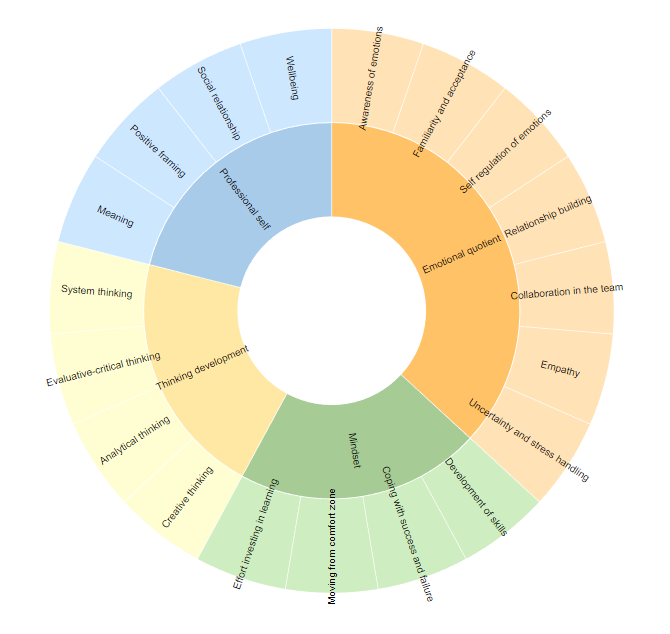 Wellbeing
Awareness of emotions
Social relationship
Familiarity and acceptance
Positive framing
Self regulation of emotions
Professional self
Meaning
Relationship building
Emotional quotient
System thinking
Collaboration in the team
Evaluative-critical thinking
Thinking development
Empathy
Analytical thinking
Uncertainty and stress handling
Mindset
Creative thinking
Development of skills
Effort investing in learning
Moving from comfort zone
Coping with success and failure